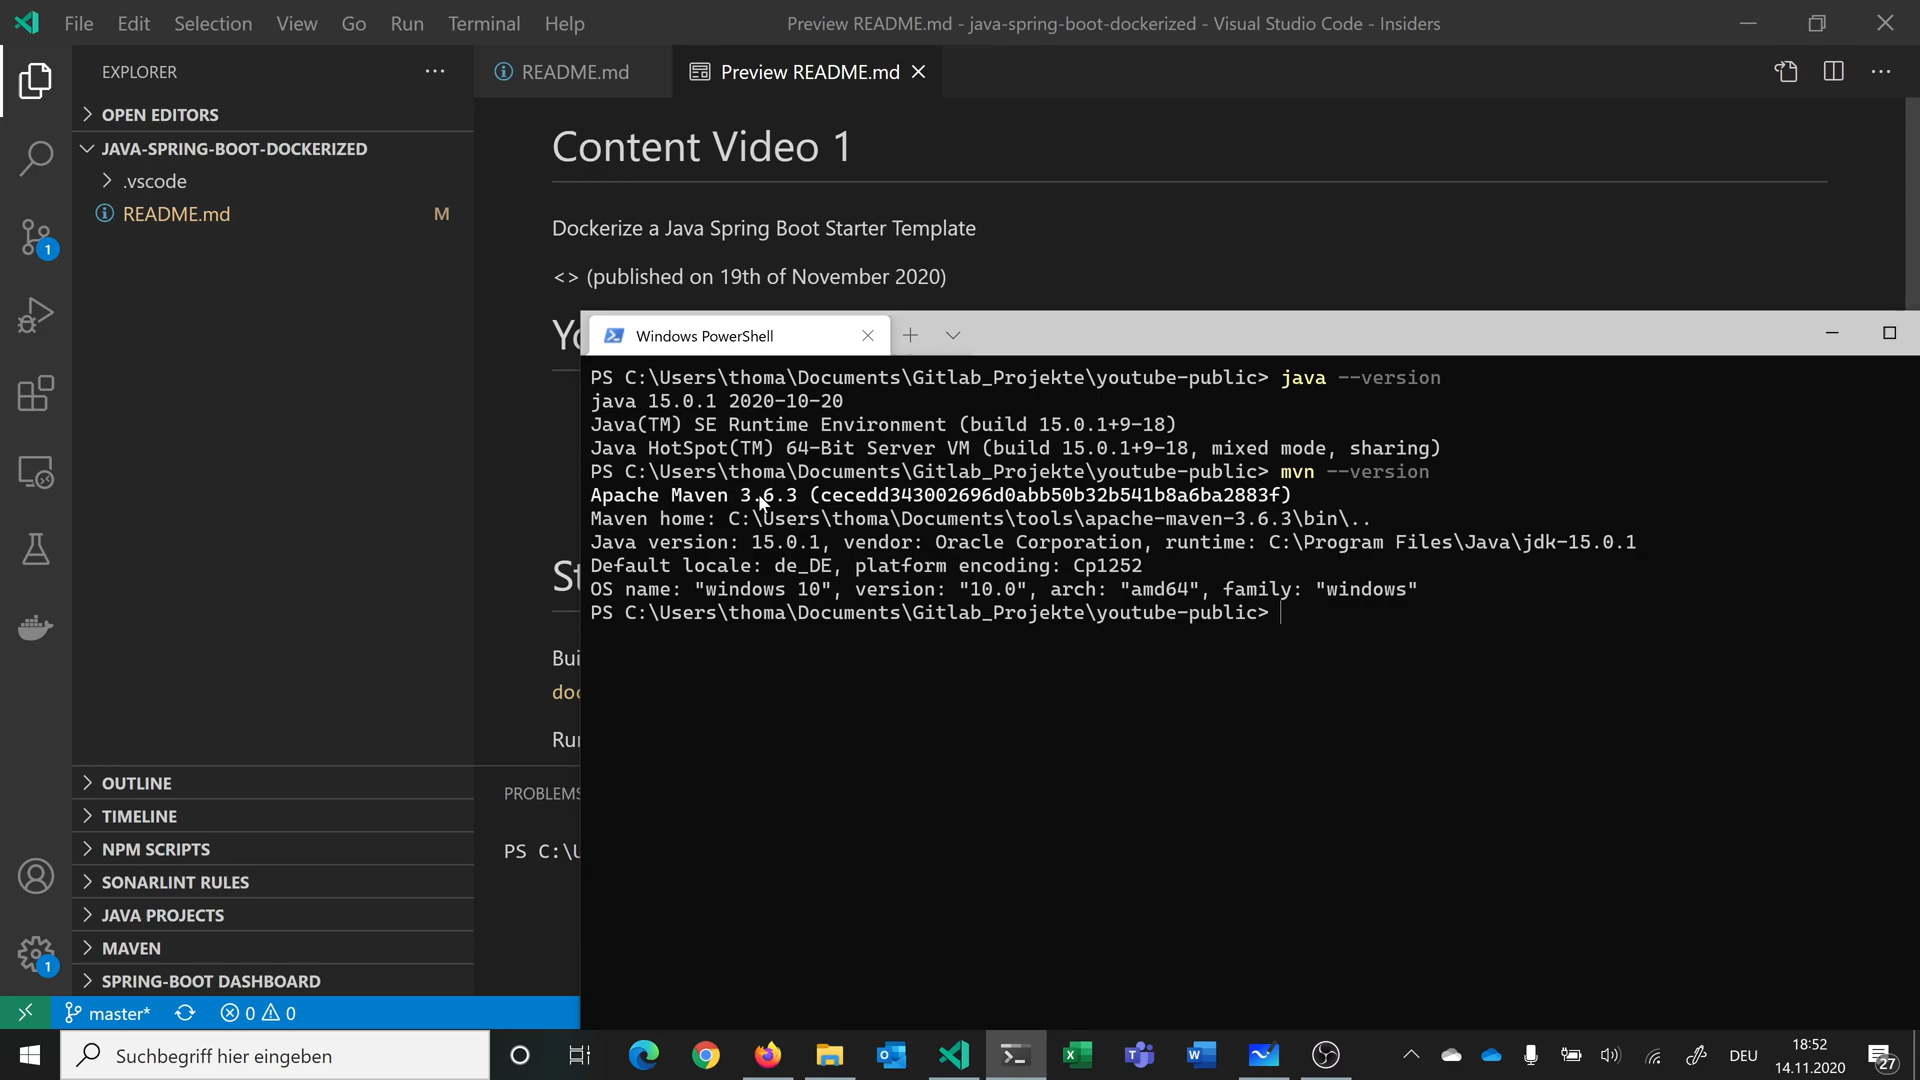 File Edit Selection View Go Run Terminal Help
Preview README.md - java-spring-boot-dockerized - Visual Studio Code - Insiders
EXPLORER
OPEN EDITORS
JAVA-SPRING-BOOT-DOCKERIZED
.vscode
README.md M
1
OUTLINE
TIMELINE
NPM SCRIPTS
SONARLINT RULES
JAVA PROJECTS
MAVEN
SPRING-BOOT DASHBOARD
1
README.md
Preview README.md
Content Video 1
Dockerize a Java Spring Boot Starter Template
<> (published on 19th of November 2020)
Windows PowerShell
PS C:\Users\thoma\Documents\Gitlab_Projekte\youtube-public> java --version
java 15.0.1 2020-10-20
Java(TM) SE Runtime Environment (build 15.0.1+9-18)
Java HotSpot(TM) 64-Bit Server VM (build 15.0.1+9-18, mixed mode, sharing)
PS C:\Users\thoma\Documents\Gitlab_Projekte\youtube-public> mvn --version
Apache Maven 3.6.3 (cecedd343002696d0abb50b32b541b8a6ba2883f)
Maven home: C:\Users\thoma\Documents\tools\apache-maven-3.6.3\bin\..
Java version: 15.0.1, vendor: Oracle Corporation, runtime: C:\Program Files\Java\jdk-15.0.1
Default locale: de_DE, platform encoding: Cp1252
OS name: "windows 10", version: "10.0", arch: "amd64", family: "windows"
PS C:\Users\thoma\Documents\Gitlab_Projekte\youtube-public>
PROBLEMS
PS C:\U
master* 0 0
Suchbegriff hier eingeben
DEU
18:52
14.11.2020
27